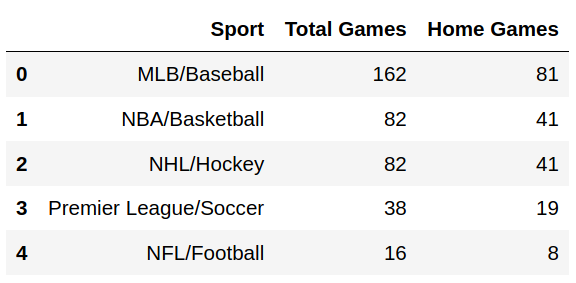 Sport Total Games Home Games
0 MLB/Baseball 162 81
1 NBA/Basketball 82 41
2 NHL/Hockey 82 41
3 Premier League/Soccer 38 19
4 NFL/Football 16 8